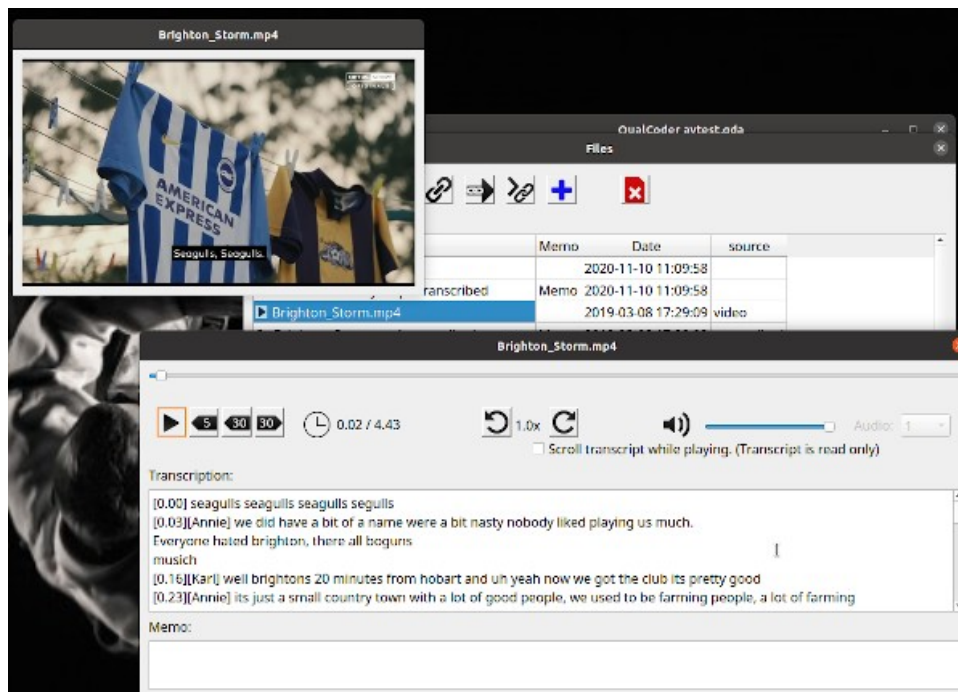 Brighton_Storm.mp4
AMERICAN
EXPRESS
Seagulls, Seagulls.
QualCoder avtest.qda
Files
Memo Date source
2020-11-10 11:09:58
transcribed Memo 2020-11-10 11:09:58
Brighton_Storm.mp4 2019-03-08 17:29:09 video
Brighton_Storm.mp4
5 30 30 0.02 / 4.43 1.0x Audio: 1
Scroll transcript while playing. (Transcript is read only)
Transcription:
[0.00] seagulls seagulls seagulls segulls
[0.03][Annie] we did have a bit of a name were a bit nasty nobody liked playing us much.
Everyone hated brighton, there all boguns
musich
[0.16][Karl] well brightons 20 minutes from hobart and uh yeah now we got the club its pretty good
[0.23][Annie] its just a small country town with a lot of good people, we used to be farming people, a lot of farming
Memo: